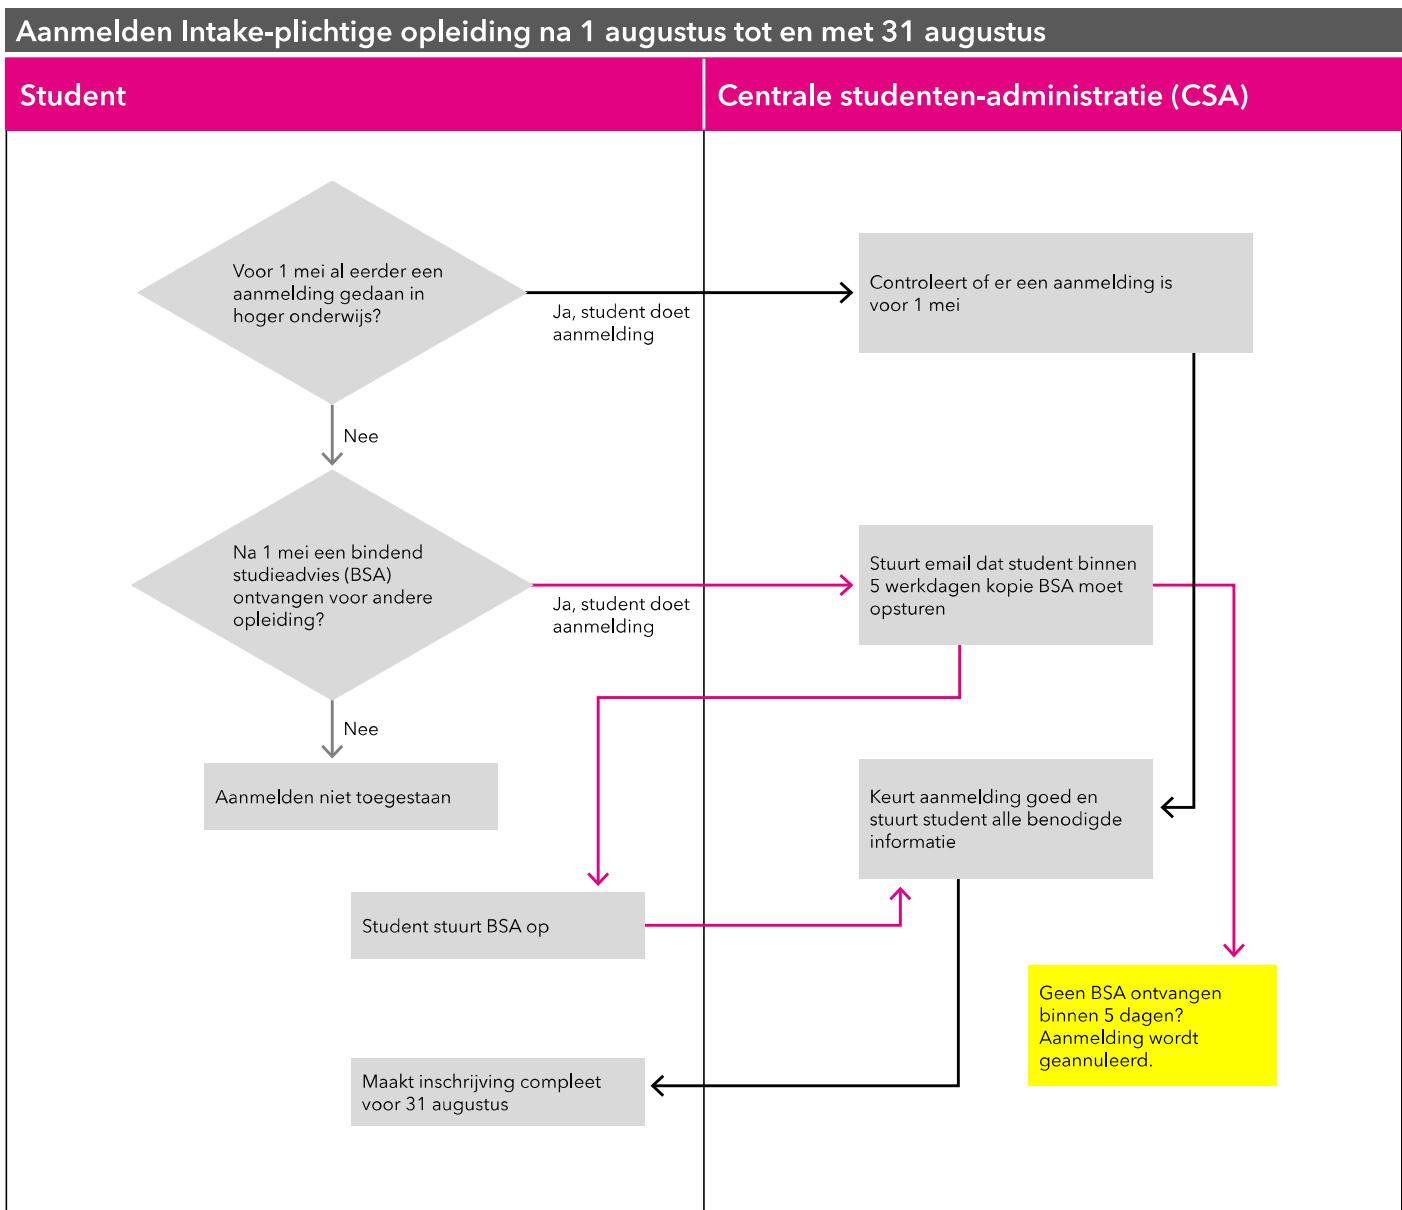 Aanmelden Intake-plichtige opleiding na 1 augustus tot en met 31 augustus
Student
Centrale studenten-administratie (CSA)
Voor 1 mei al eerder een
aanmelding gedaan in
hoger onderwijs?
Ja, student doet
aanmelding
Controleert of er een aanmelding is
voor 1 mei
Nee
Na 1 mei een bindend
studieadvies (BSA)
ontvangen voor andere
opleiding?
Ja, student doet
aanmelding
Stuurt email dat student binnen
5 werkdagen kopie BSA moet
opsturen
Nee
Aanmelden niet toegestaan
Keurt aanmelding goed en
stuurt student alle benodigde
informatie
Student stuurt BSA op
Geen BSA ontvangen
binnen 5 dagen?
Aanmelding wordt
geannuleerd.
Maakt inschrijving compleet
voor 31 augustus